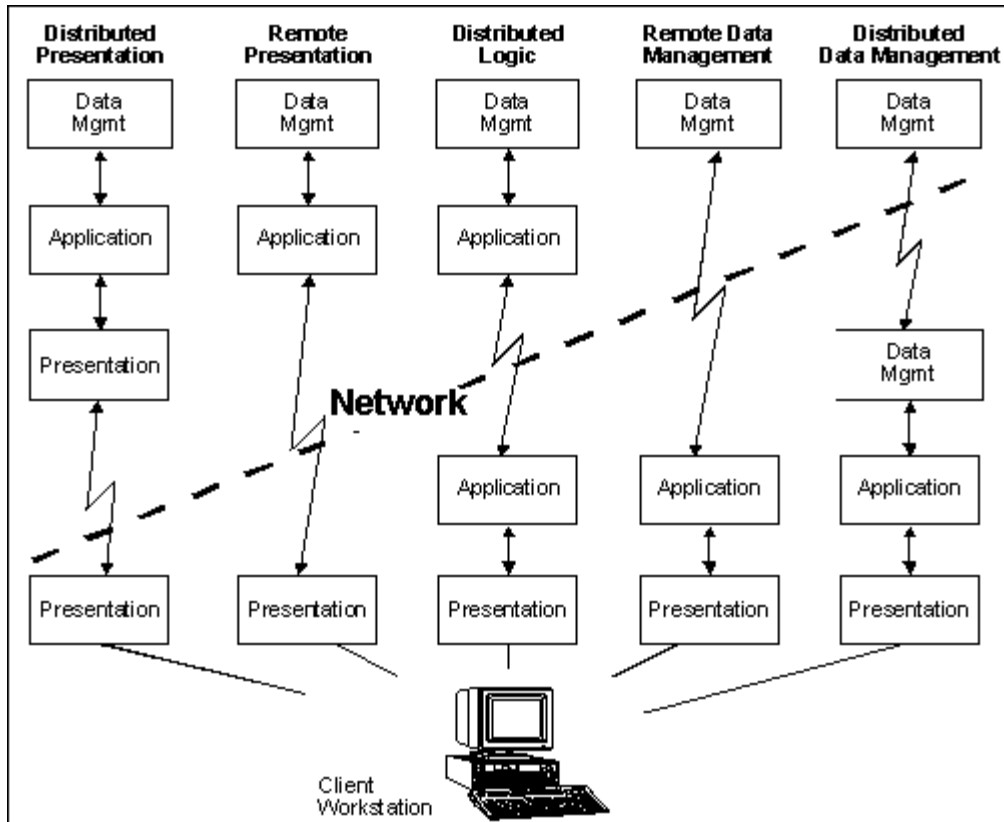 Distributed Presentation
Remote Presentation
Distributed Logic
Remote Data Management
Distributed Data Management
Data Mgmt
Data Mgmt
Data Mgmt
Data Mgmt
Data Mgmt
Application
Application
Application
Presentation
Data Mgmt
Network
Application
Application
Application
Presentation
Presentation
Presentation
Presentation
Presentation
Client
Workstation